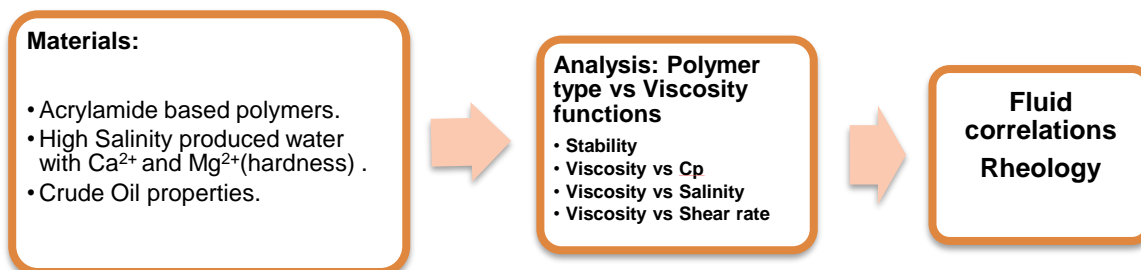 Materials:
• Acrylamide based polymers.
• High Salinity produced water
with Ca²⁺ and Mg²⁺(hardness) .
• Crude Oil properties.
Analysis: Polymer
type vs Viscosity
functions
• Stability
• Viscosity vs Cp
• Viscosity vs Salinity
• Viscosity vs Shear rate
Fluid
correlations
Rheology